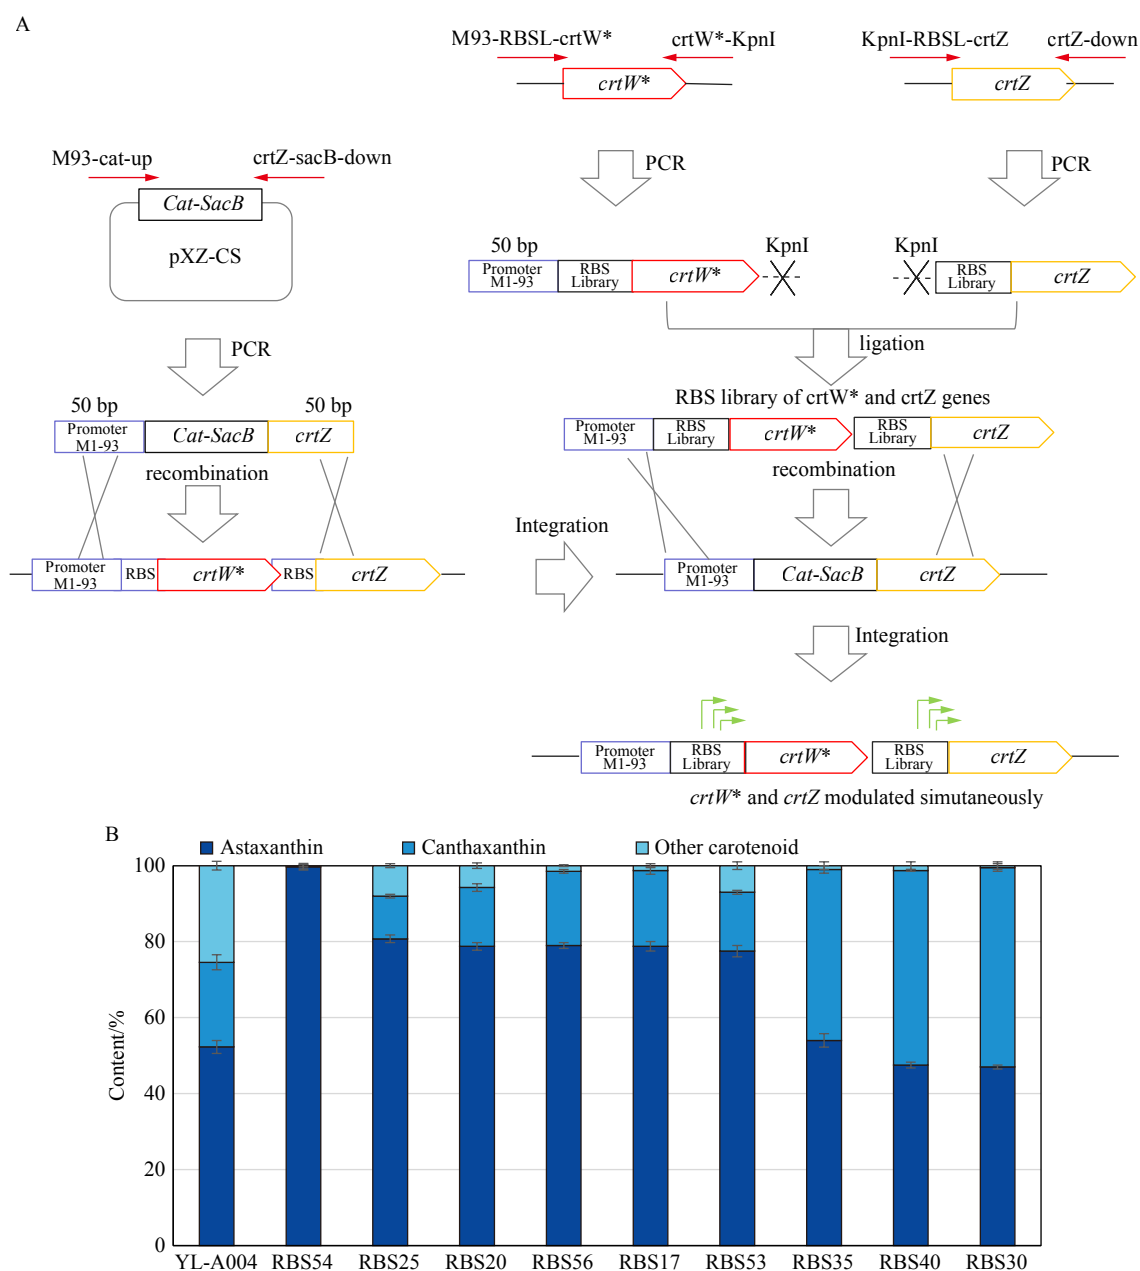 A
M93-RBSL-crtW*
crtW*-KpnI
crtW*
KpnI-RBSL-crtZ
crtZ-down
crtZ
PCR
PCR
M93-cat-up
crtZ-sacB-down
Cat-SacB
pXZ-CS
PCR
50 bp
Promoter
M1-93
RBS
Library
crtW*
KpnI
KpnI
RBS
Library
crtZ
ligation
RBS library of crtW* and crtZ genes
50 bp
50 bp
Promoter
M1-93
Cat-SacB
crtZ
recombination
Promoter
M1-93
RBS
crtW*
RBS
crtZ
Integration
Promoter
M1-93
RBS
Library
crtW*
RBS
Library
crtZ
recombination
Promoter
M1-93
Cat-SacB
crtZ
Integration
Promoter
M1-93
RBS
Library
crtW*
RBS
Library
crtZ
crtW* and crtZ modulated simutaneously
B
Astaxanthin
Canthaxanthin
Other carotenoid
Content/%
100
80
60
40
20
0
YL-A004
RBS54
RBS25
RBS20
RBS56
RBS17
RBS53
RBS35
RBS40
RBS30